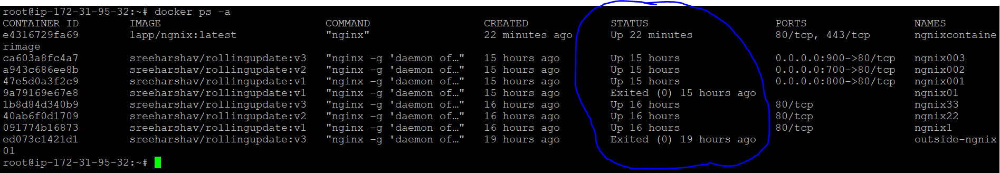 root@ip-172-31-95-32:~# docker ps -a
CONTAINER ID        IMAGE                          COMMAND                  CREATED             STATUS                    PORTS                  NAMES
e4316729fa69        1app/ngnix:latest              "nginx"                  22 minutes ago      Up 22 minutes             80/tcp, 443/tcp        ngnixcontaine
rimage
ca603a8fc4a7        sreeharshav/rollingupdate:v3   "nginx -g 'daemon of…"   15 hours ago        Up 15 hours               0.0.0.0:900->80/tcp    ngnix003
a943c686ee8b        sreeharshav/rollingupdate:v2   "nginx -g 'daemon of…"   15 hours ago        Up 15 hours               0.0.0.0:700->80/tcp    ngnix002
47e5d0a3f2c9        sreeharshav/rollingupdate:v1   "nginx -g 'daemon of…"   15 hours ago        Up 15 hours               0.0.0.0:800->80/tcp    ngnix001
9a79169e67e8        sreeharshav/rollingupdate:v1   "nginx -g 'daemon of…"   15 hours ago        Exited (0) 15 hours ago                          ngnix01
1b8d84d340b9        sreeharshav/rollingupdate:v3   "nginx -g 'daemon of…"   16 hours ago        Up 16 hours               80/tcp                 ngnix33
40ab6f0d1709        sreeharshav/rollingupdate:v2   "nginx -g 'daemon of…"   16 hours ago        Up 16 hours               80/tcp                 ngnix22
091774b16873        sreeharshav/rollingupdate:v1   "nginx -g 'daemon of…"   16 hours ago        Up 16 hours               80/tcp                 ngnix1
ed073c1421d1        sreeharshav/rollingupdate:v3   "nginx -g 'daemon of…"   19 hours ago        Exited (0) 19 hours ago                          outside-ngnix
01
root@ip-172-31-95-32:~#